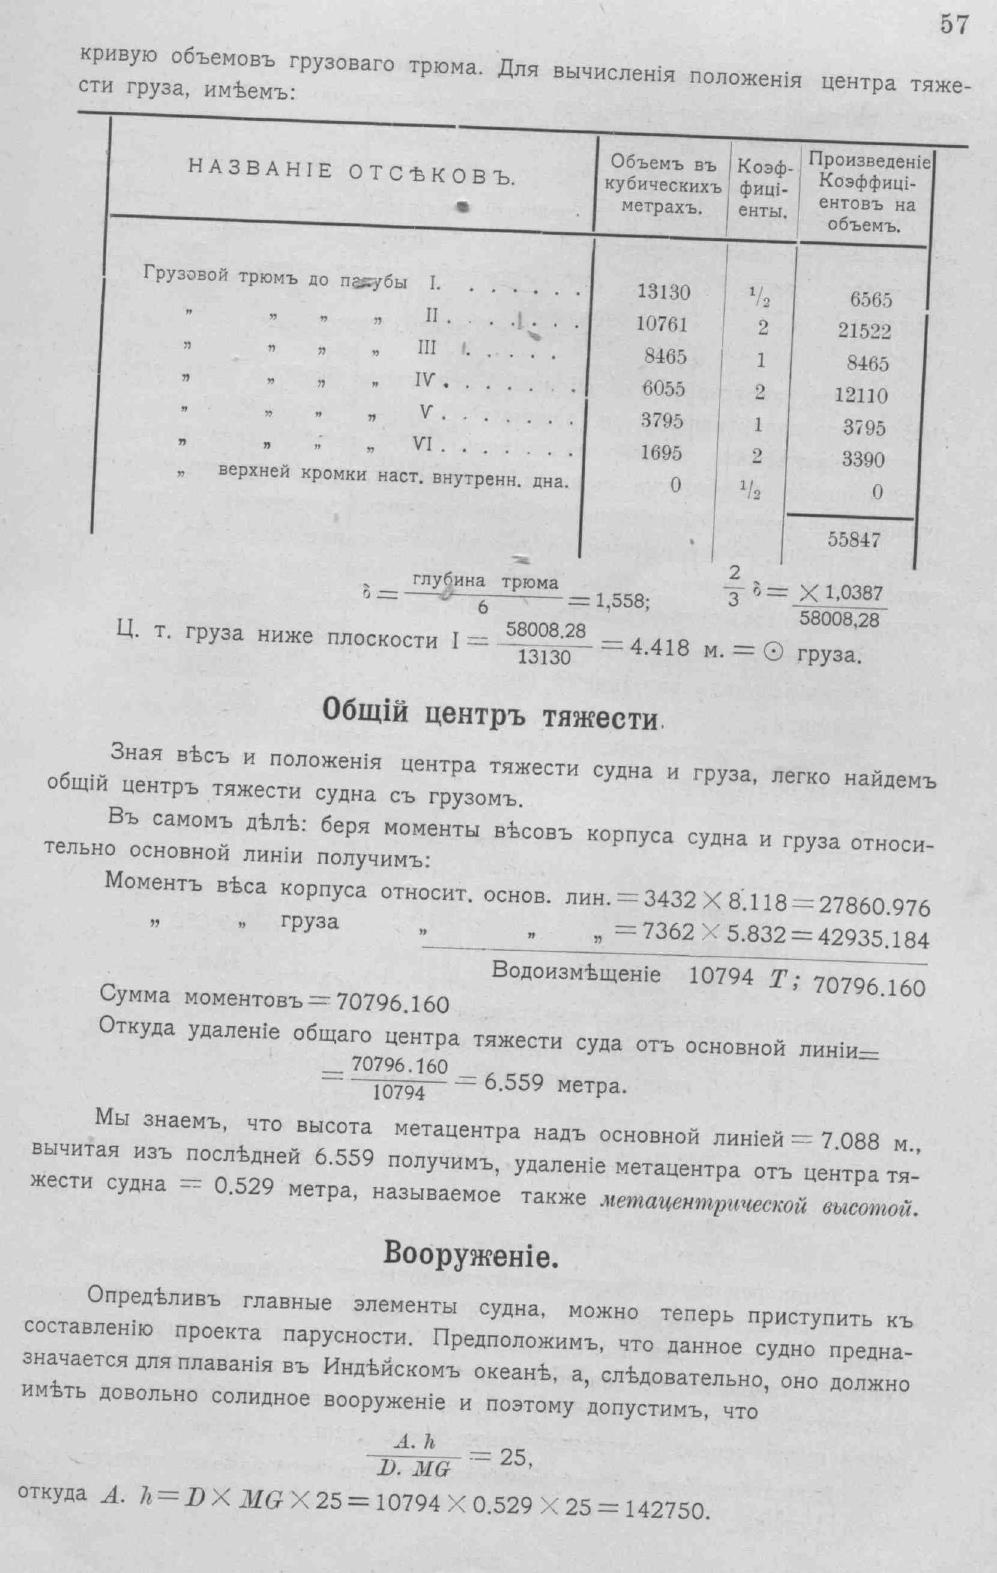 57
кривую объемовъ грузоваго трюма. Для вычисленія положенія центра тяже-
сти груза, имѣемъ:
НАЗВАНІЕ ОТСѢКОВЪ. Объемъ въ кубическихъ метрахъ. Коэф-фиці-енты. Произведеніе Коэффиці-ентовъ на объемъ.
Грузовой трюмъ до палубы I. . . . . . . 13130 1/2 6565
„ „ „ „ II . . . . . . . 10761 2 21522
„ „ „ „ III . . . . . . 8465 1 8465
„ „ „ „ IV . . . . . . . 6055 2 12110
„ „ „ „ V . . . . . . . 3795 1 3795
„ „ „ „ VI . . . . . . . 1695 2 3390
„ верхней кромки наст. внутренн. дна. 0 1/2 0
55847
δ = глубина трюма / 6 = 1,558; 2/3 δ = × 1,0387
58008,28
Ц. т. груза ниже плоскости I = 58008.28 / 13130 = 4.418 м. = ⊙ груза.
Общій центръ тяжести.
Зная вѣсъ и положенія центра тяжести судна и груза, легко найдемъ
общій центръ тяжести судна съ грузомъ.
Въ самомъ дѣлѣ: беря моменты вѣсовъ корпуса судна и груза относи-
тельно основной линіи получимъ:
Моментъ вѣса корпуса относит. основ. лин. = 3432 × 8.118 = 27860.976
„ „ груза „ „ „ = 7362 × 5.832 = 42935.184
Водоизмѣщеніе 10794 T; 70796.160
Сумма моментовъ = 70796.160
Откуда удаленіе общаго центра тяжести суда отъ основной линіи=
= 70796.160 / 10794 = 6.559 метра.
Мы знаемъ, что высота метацентра надъ основной линіей = 7.088 м.,
вычитая изъ послѣдней 6.559 получимъ, удаленіе метацентра отъ центра тя-
жести судна = 0.529 метра, называемое также метацентрической высотой.
Вооруженіе.
Опредѣливъ главные элементы судна, можно теперь приступить къ
составленію проекта парусности. Предположимъ, что данное судно предна-
значается для плаванія въ Индѣйскомъ океанѣ, а, слѣдовательно, оно должно
имѣть довольно солидное вооруженіе и поэтому допустимъ, что
A. h / D. MG = 25,
откуда A. h = D × MG × 25 = 10794 × 0.529 × 25 = 142750.